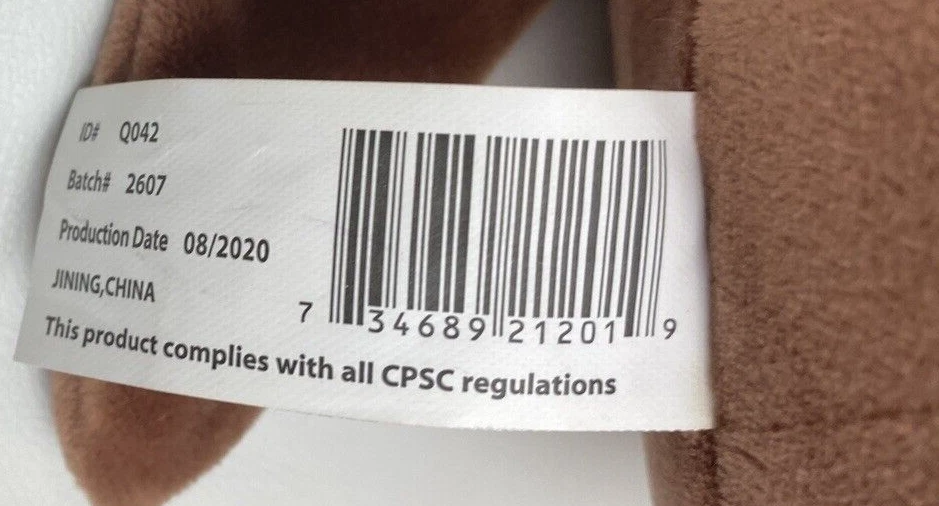 ID# Q042
Batch# 2607
Production Date 08/2020
JINING,CHINA
7 34689 21201 9
This product complies with all CPSC regulations